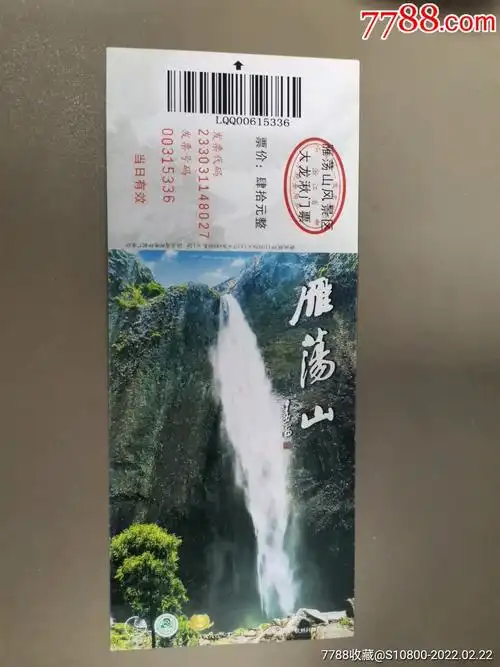 7788.com
LQQ00615336
雁荡山风景区
大龙湫门票
票价：肆拾元整
发票代码
233031148027
发票号码
00315336
当日有效
雁荡山
7788收藏@S10800-2022.02.22